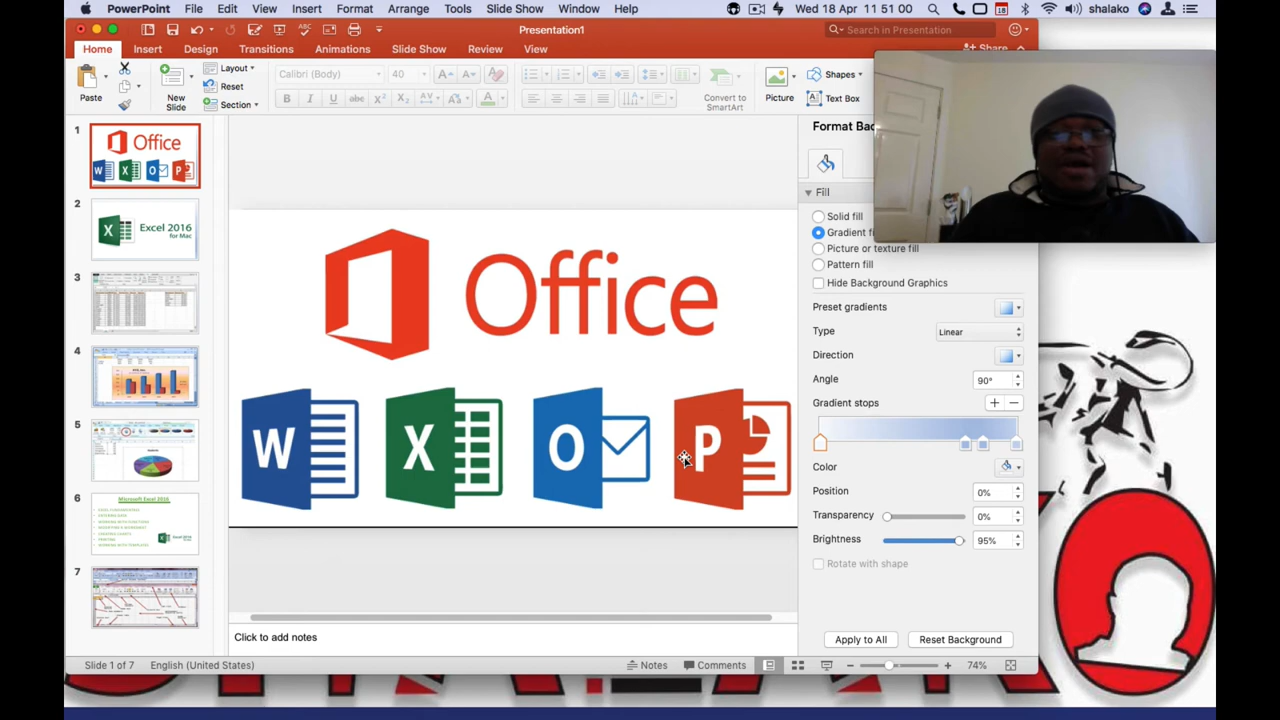 PowerPoint File Edit View Insert Format Arrange Tools Slide Show Window Help Wed 18 Apr 11 51 00 shalako
Presentation1
Search in Presentation
Home Insert Design Transitions Animations Slide Show Review View Share
Paste
New Slide
Layout
Reset
Section
Calibri (Body) 40
B I U abc X² X₂ AV Aa A
Convert to SmartArt
Picture
Shapes
Text Box
1
Office
2
Excel 2016
for Mac
3
4
5
6
Microsoft Excel 2016
7
Office
W X O P
Format Bac
Fill
Solid fill
Gradient fi
Picture or texture fill
Pattern fill
Hide Background Graphics
Preset gradients
Type Linear
Direction
Angle 90°
Gradient stops
Color
Position 0%
Transparency 0%
Brightness 95%
Rotate with shape
Apply to All Reset Background
Click to add notes
Slide 1 of 7 English (United States) Notes Comments 74%